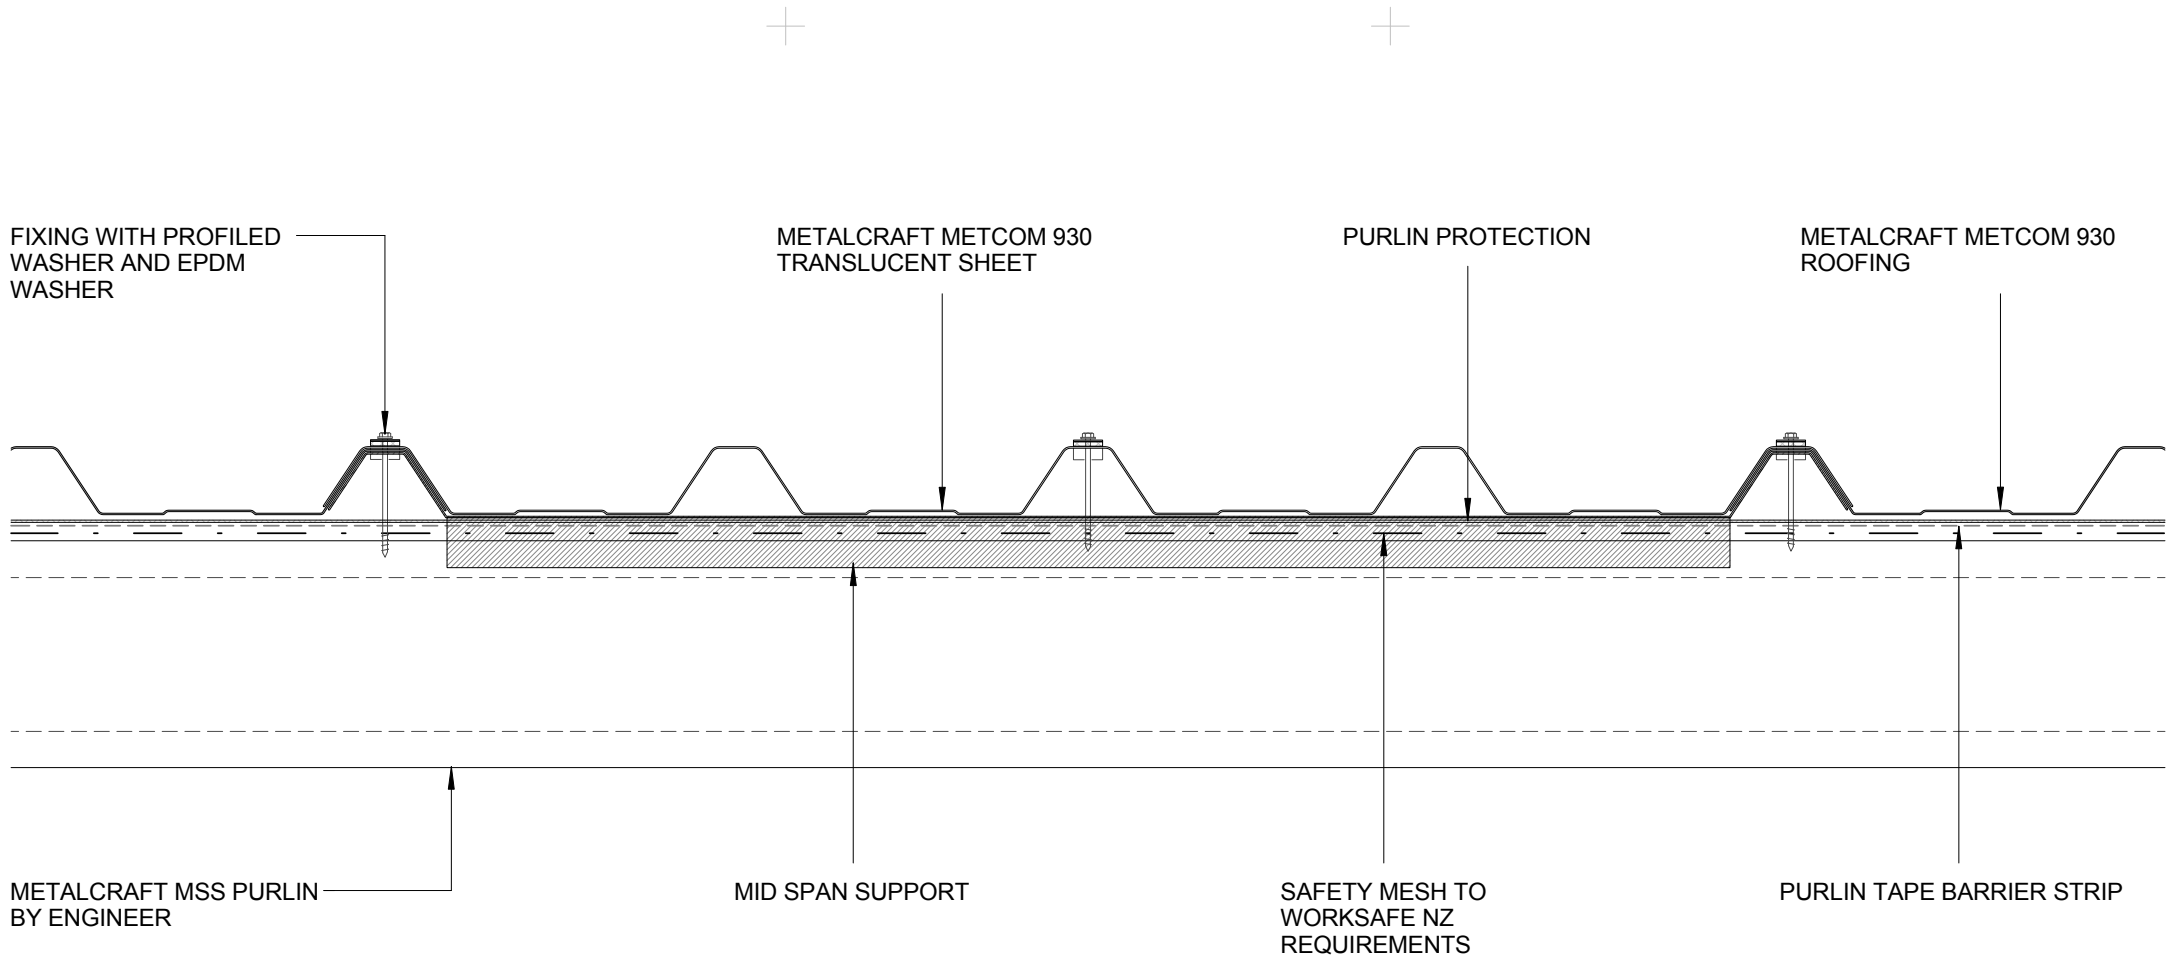 FIXING WITH PROFILED
WASHER AND EPDM
WASHER
METALCRAFT METCOM 930
TRANSLUCENT SHEET
PURLIN PROTECTION
METALCRAFT METCOM 930
ROOFING
METALCRAFT MSS PURLIN
BY ENGINEER
MID SPAN SUPPORT
SAFETY MESH TO
WORKSAFE NZ
REQUIREMENTS
PURLIN TAPE BARRIER STRIP